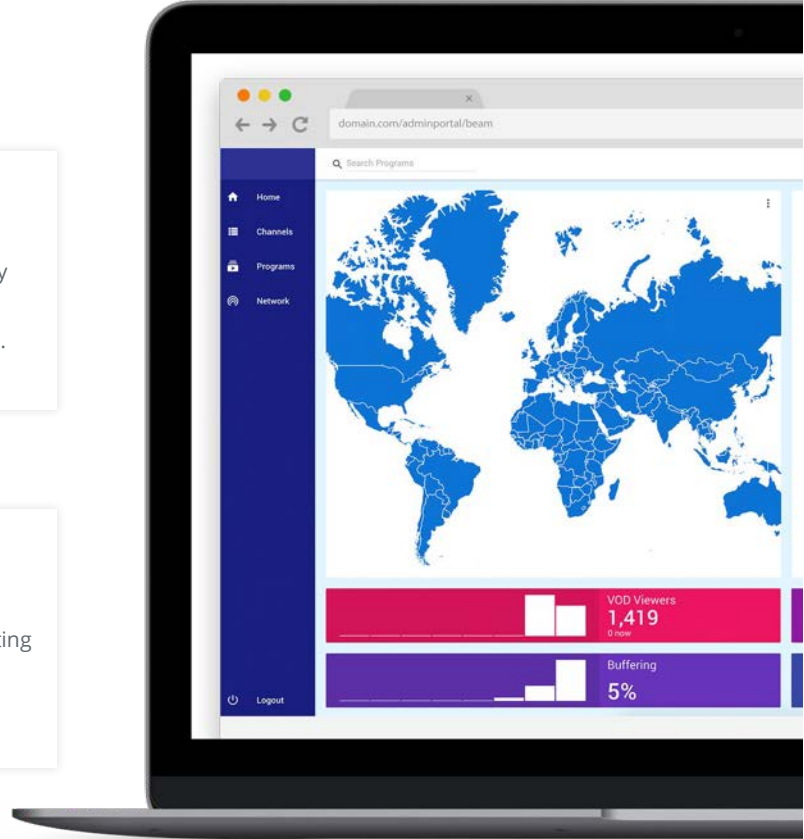 y
.
ting
×
domain.com/adminportal/beam
Search Programs
Home
Channels
Programs
Network
VOD Viewers
1,419
0 now
Buffering
5%
Logout